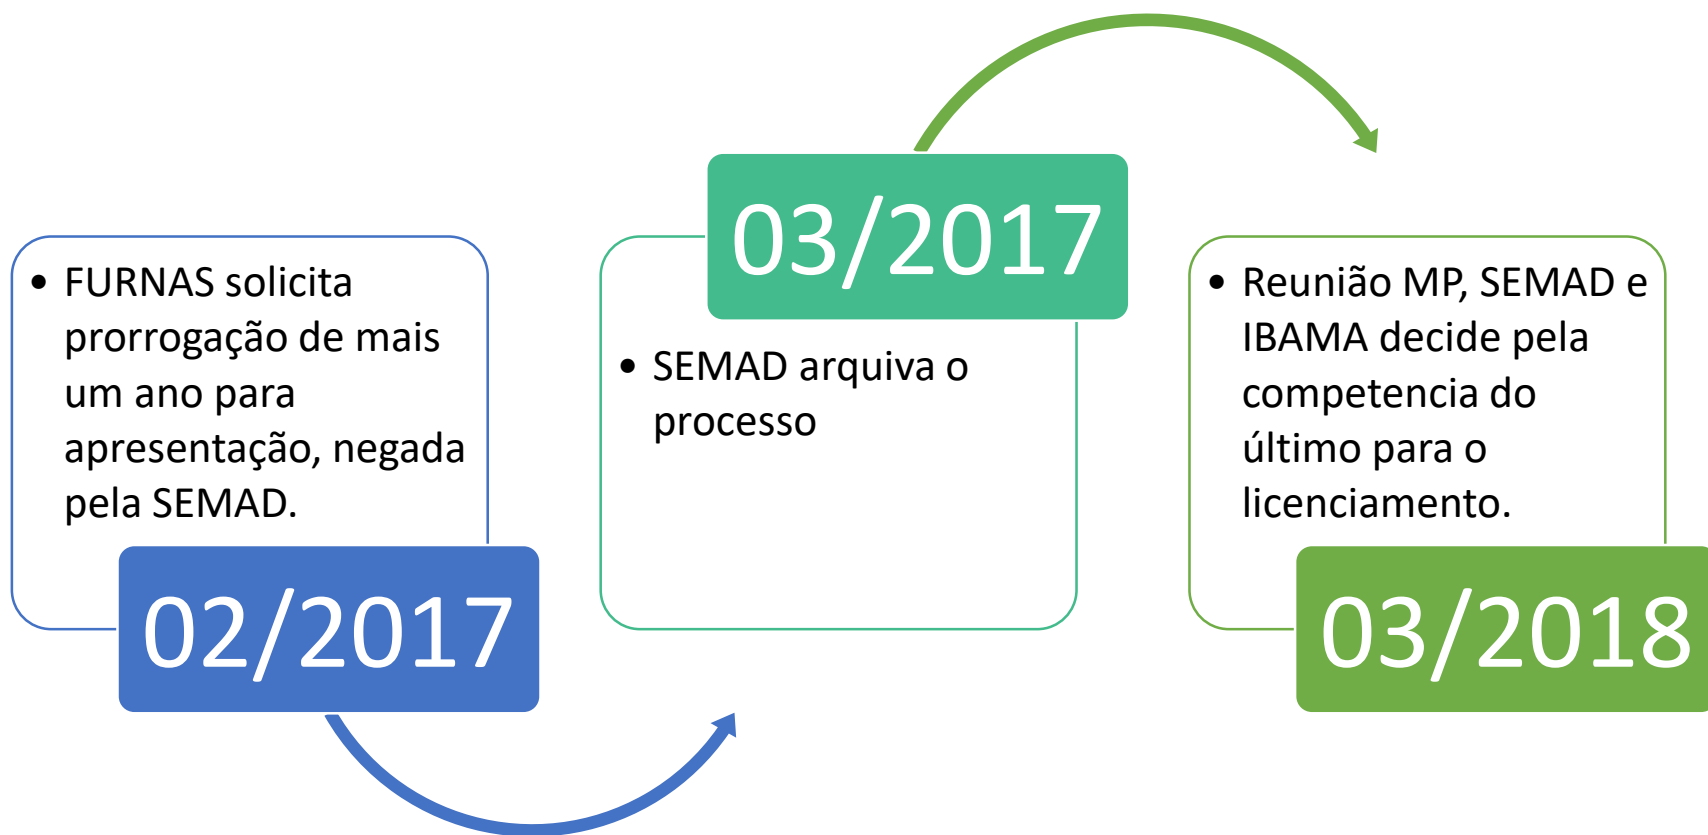 • FURNAS solicita
prorrogação de mais
um ano para
apresentação, negada
pela SEMAD.
02/2017
03/2017
• SEMAD arquiva o
processo
• Reunião MP, SEMAD e
IBAMA decide pela
competencia do
último para o
licenciamento.
03/2018